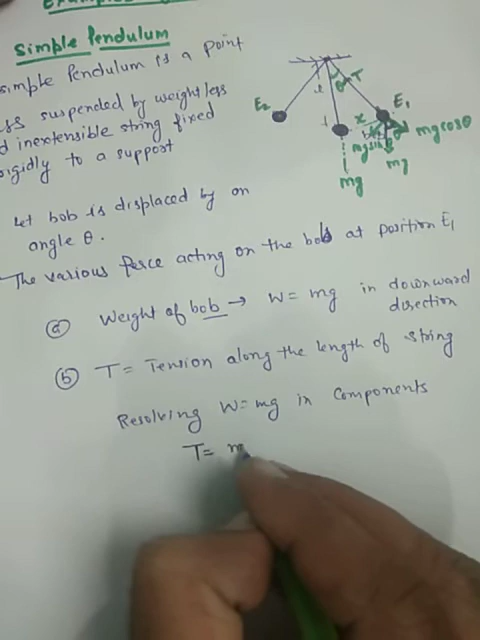 Simple Pendulum
simple Pendulum is a point
suspended by weightless
inextensible string fixed
rigidly to a support
E2
E1
θ
T
l
x
mg sinθ
mg cosθ
mg
mg
Let bob is displaced by an
angle θ.
The various force acting on the bob at position E1
(a) Weight of bob → W = mg in downward
direction
(b) T = Tension along the length of string
Resolving W = mg in components
T = m